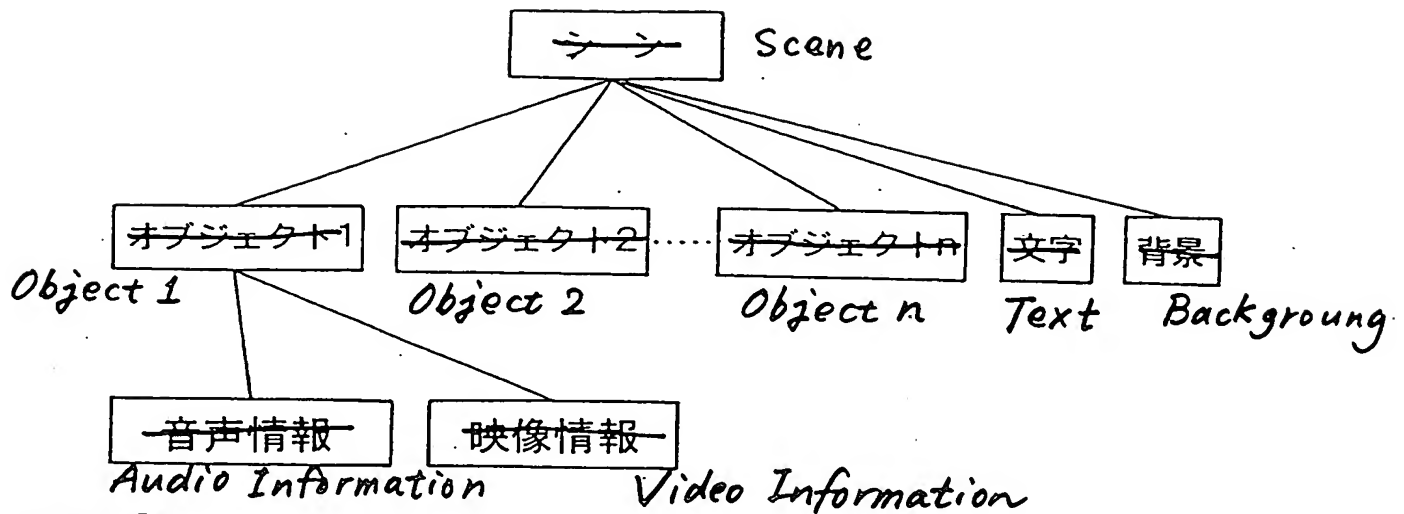 シーン Scene
オブジェクト1 オブジェクト2 ‥‥‥ オブジェクトn 文字 背景
Object 1 Object 2 Object n Text Backgroung
音声情報 映像情報
Audio Information Video Information